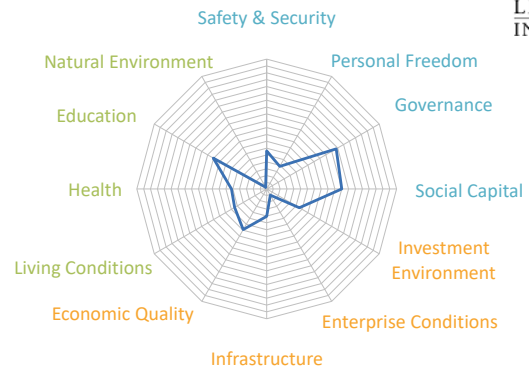 Safety & Security
Natural Environment
Personal Freedom
Education
Governance
Health
Social Capital
Living Conditions
Investment
Environment
Economic Quality
Enterprise Conditions
Infrastructure